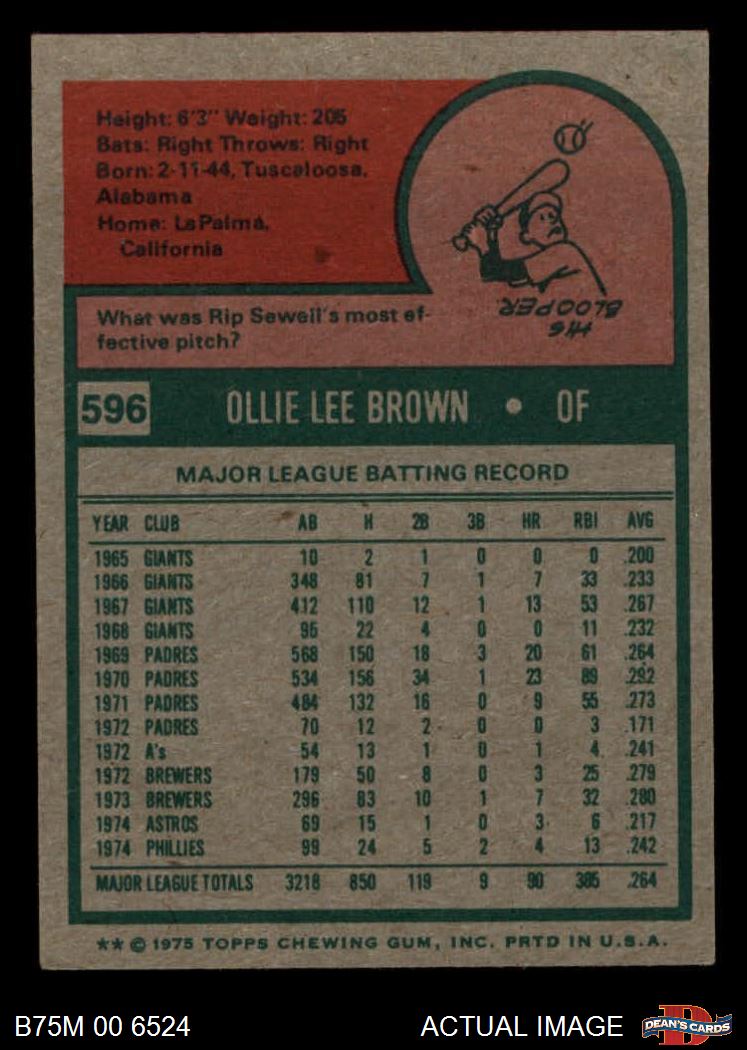 Height: 6'3" Weight: 205
Bats: Right Throws: Right
Born: 2-11-44, Tuscaloosa,
Alabama
Home: La Palma,
California
HIS
BLOOPER
What was Rip Sewell's most ef-
fective pitch?
596 OLLIE LEE BROWN • OF
MAJOR LEAGUE BATTING RECORD
YEAR CLUB AB H 2B 3B HR RBI AVG
1965 GIANTS 10 2 1 0 0 0 .200
1966 GIANTS 348 81 7 1 7 33 .233
1967 GIANTS 412 110 12 1 13 53 .267
1968 GIANTS 95 22 4 0 0 11 .232
1969 PADRES 568 150 18 3 20 61 .264
1970 PADRES 534 156 34 1 23 89 .292
1971 PADRES 484 132 16 0 9 55 .273
1972 PADRES 70 12 2 0 0 3 .171
1972 A's 54 13 1 0 1 4 .241
1972 BREWERS 179 50 8 0 3 25 .279
1973 BREWERS 296 83 10 1 7 32 .280
1974 ASTROS 69 15 1 0 3 6 .217
1974 PHILLIES 99 24 5 2 4 13 .242
MAJOR LEAGUE TOTALS 3218 850 119 9 90 385 .264
** © 1975 TOPPS CHEWING GUM, INC. PRTD IN U.S.A.
B75M 00 6524 ACTUAL IMAGE D DEAN'S CARDS